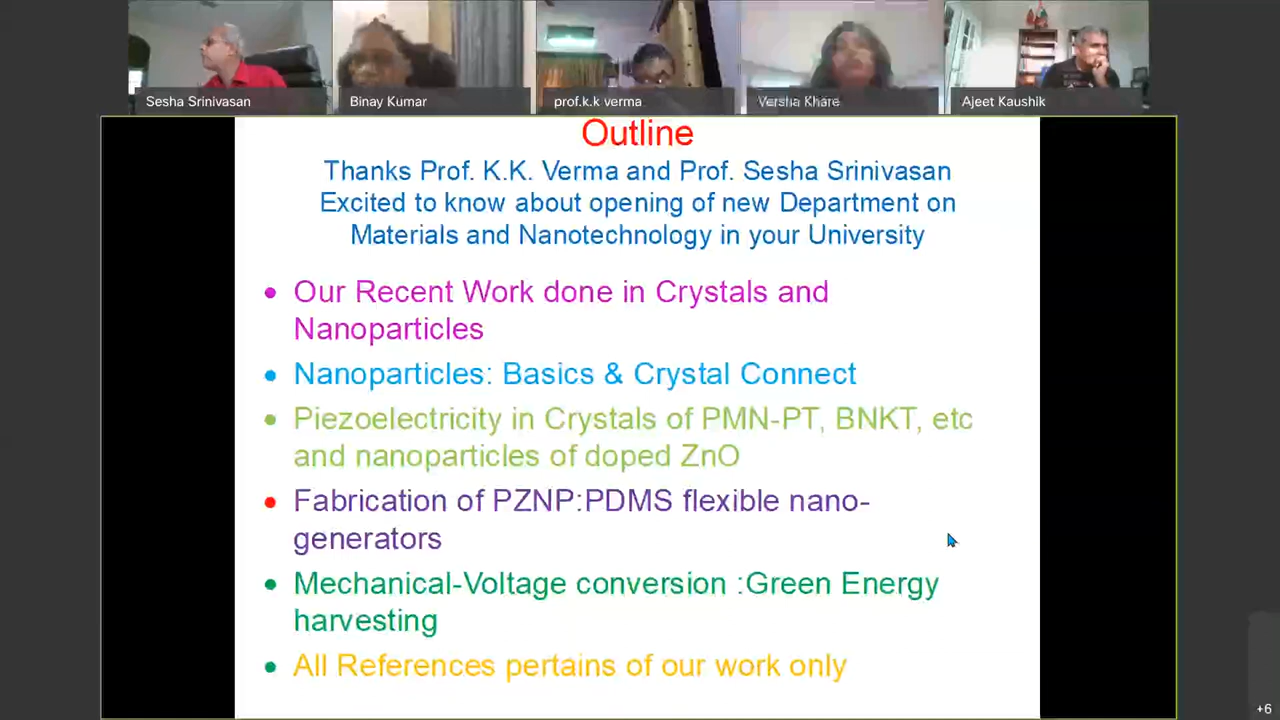 Sesha Srinivasan
Binay Kumar
prof.k.k verma
Versha Khare
Ajeet Kaushik
Outline
Thanks Prof. K.K. Verma and Prof. Sesha Srinivasan
Excited to know about opening of new Department on
Materials and Nanotechnology in your University
• Our Recent Work done in Crystals and
Nanoparticles
• Nanoparticles: Basics & Crystal Connect
• Piezoelectricity in Crystals of PMN-PT, BNKT, etc
and nanoparticles of doped ZnO
• Fabrication of PZNP:PDMS flexible nano-
generators
• Mechanical-Voltage conversion :Green Energy
harvesting
• All References pertains of our work only
+6